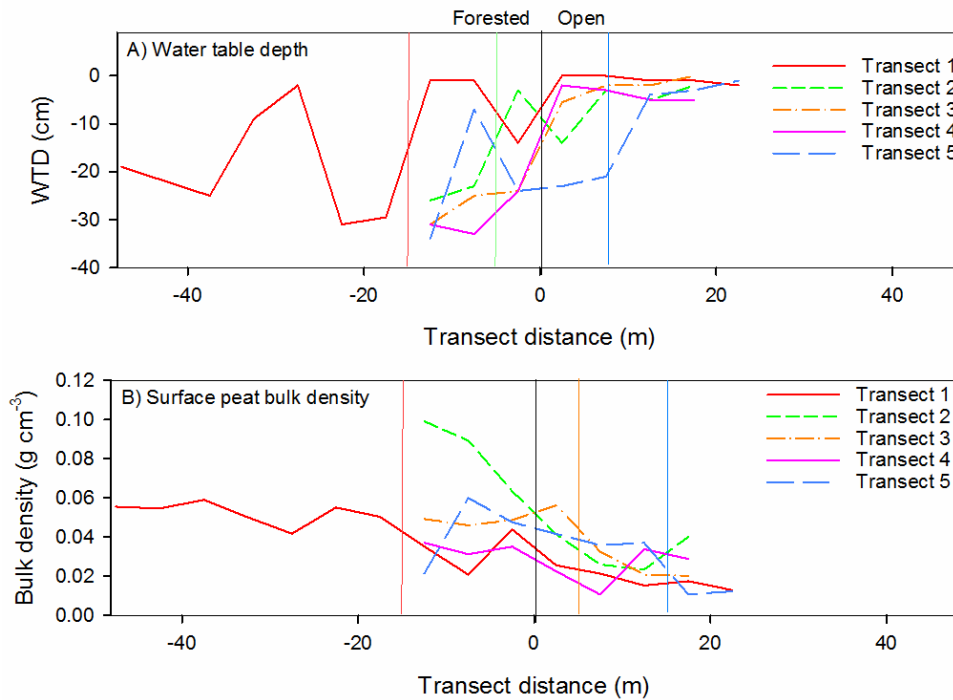 Forested Open
A) Water table depth
0
-10
-20
-30
-40
WTD (cm)
Transect 1
Transect 2
Transect 3
Transect 4
Transect 5
-40 -20 0 20 40
Transect distance (m)
0.12
0.10
0.08
0.06
0.04
0.02
0.00
Bulk density (g cm⁻³)
B) Surface peat bulk density
Transect 1
Transect 2
Transect 3
Transect 4
Transect 5
-40 -20 0 20 40
Transect distance (m)